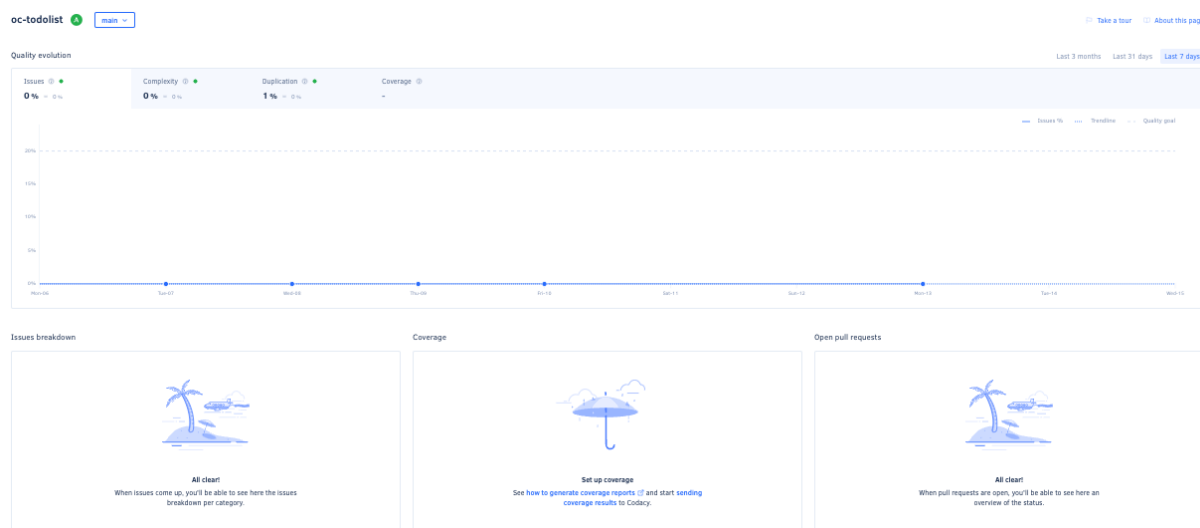 oc-todolist A main
Take a tour About this pag
Quality evolution
Last 3 months Last 31 days Last 7 days
Issues Complexity Duplication Coverage
0 % 0 % 0 % 0 % 1 % 0 % -
Issues % Trendline Quality goal
20%
15%
10%
5%
0%
Mon-06 Tue-07 Wed-08 Thu-09 Fri-10 Sat-11 Sun-12 Mon-13 Tue-14 Wed-15
Issues breakdown
All clear!
When issues come up, you'll be able to see here the issues
breakdown per category.
Coverage
Set up coverage
See how to generate coverage reports and start sending
coverage results to Codacy.
Open pull requests
All clear!
When pull requests are open, you'll be able to see here an
overview of the status.